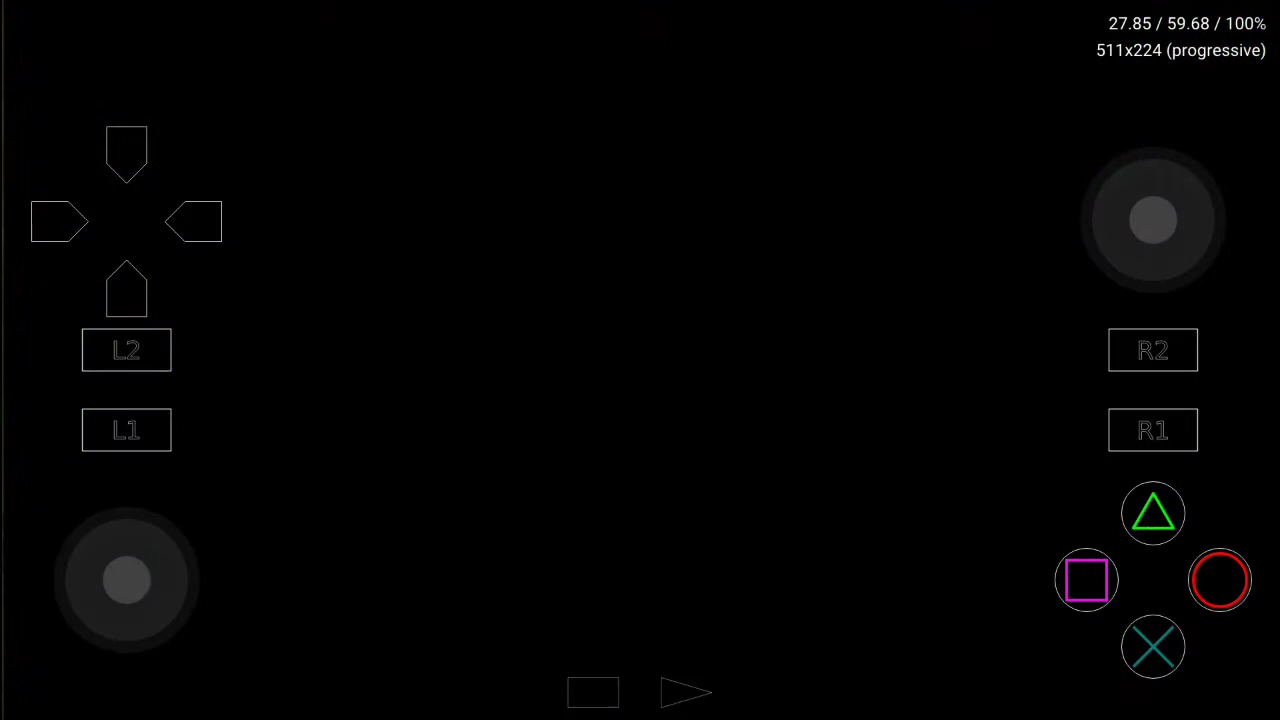 27.85 / 59.68 / 100%
511x224 (progressive)
L2
R2
L1
R1